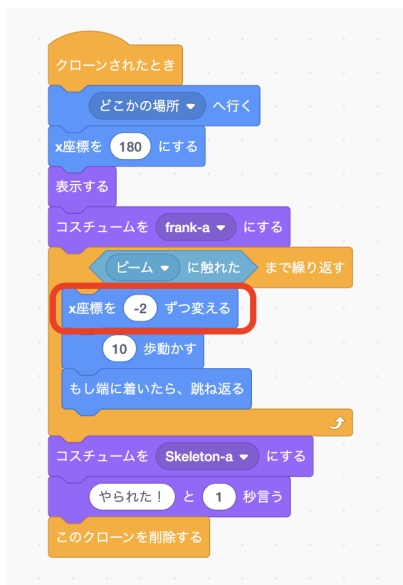 クローンされたとき
どこかの場所 へ行く
x座標を 180 にする
表示する
コスチュームを frank-a にする
ビーム に触れた まで繰り返す
x座標を -2 ずつ変える
10 歩動かす
もし端に着いたら、跳ね返る
コスチュームを Skeleton-a にする
やられた！ と 1 秒言う
このクローンを削除する